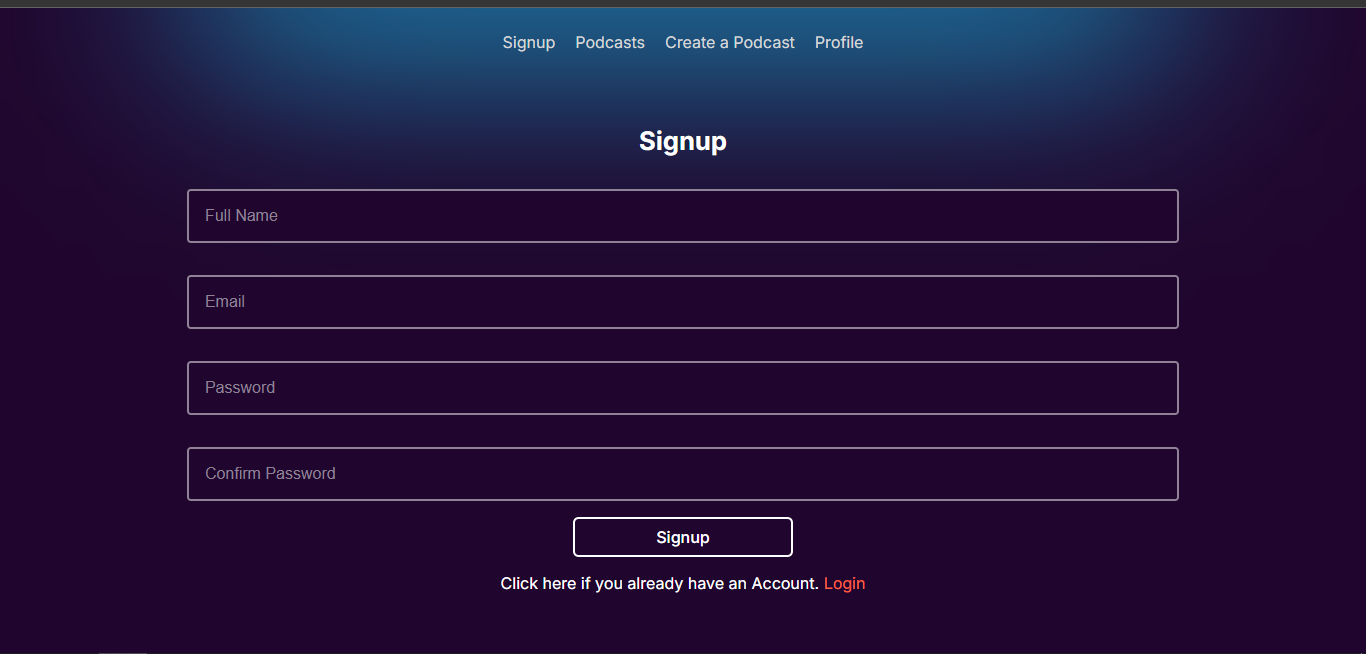 Signup Podcasts Create a Podcast Profile
Signup
Full Name
Email
Password
Confirm Password
Signup
Click here if you already have an Account. Login